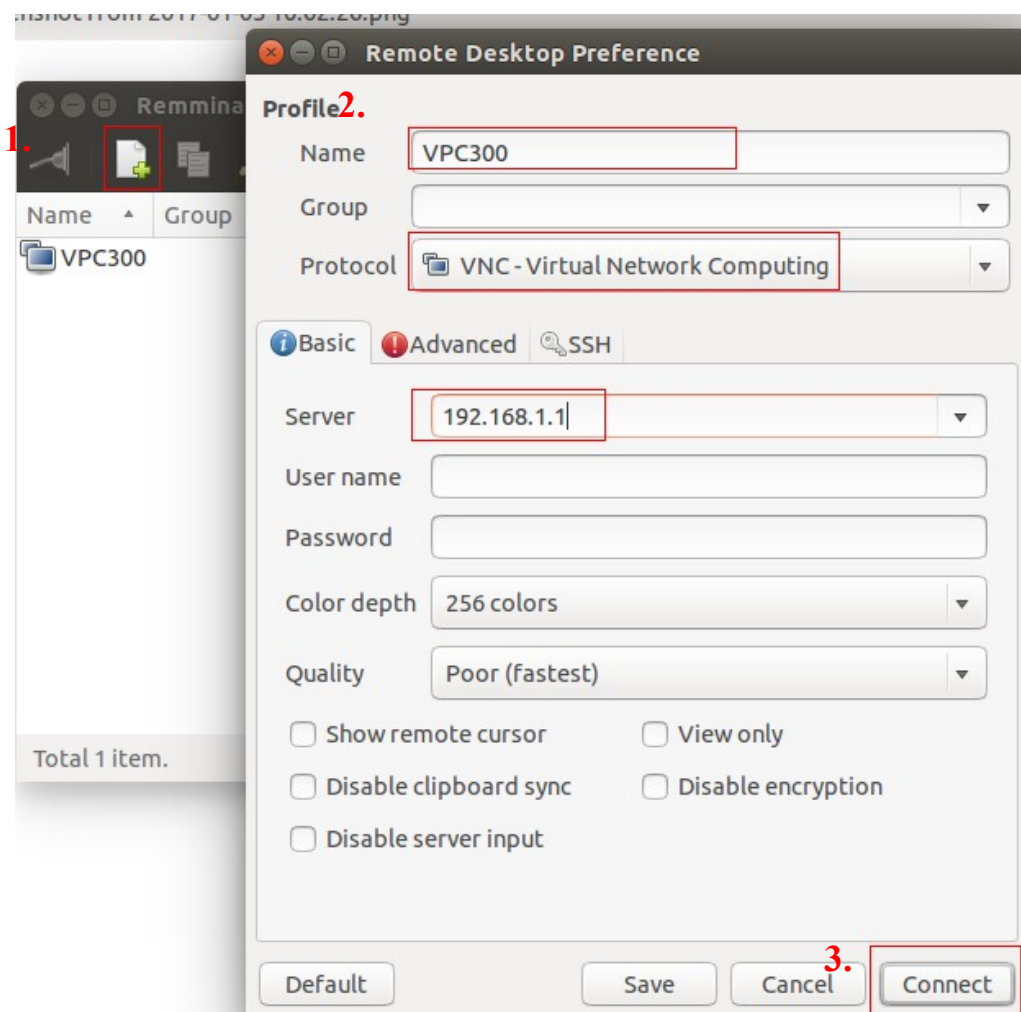 Remote Desktop Preference
Remmina
Profile 2.
1.
Name VPC300
Name Group
Group
VPC300
Protocol VNC - Virtual Network Computing
Basic Advanced SSH
Server 192.168.1.1
User name
Password
Color depth 256 colors
Quality Poor (fastest)
Show remote cursor View only
Total 1 item.
Disable clipboard sync Disable encryption
Disable server input
3.
Default Save Cancel Connect